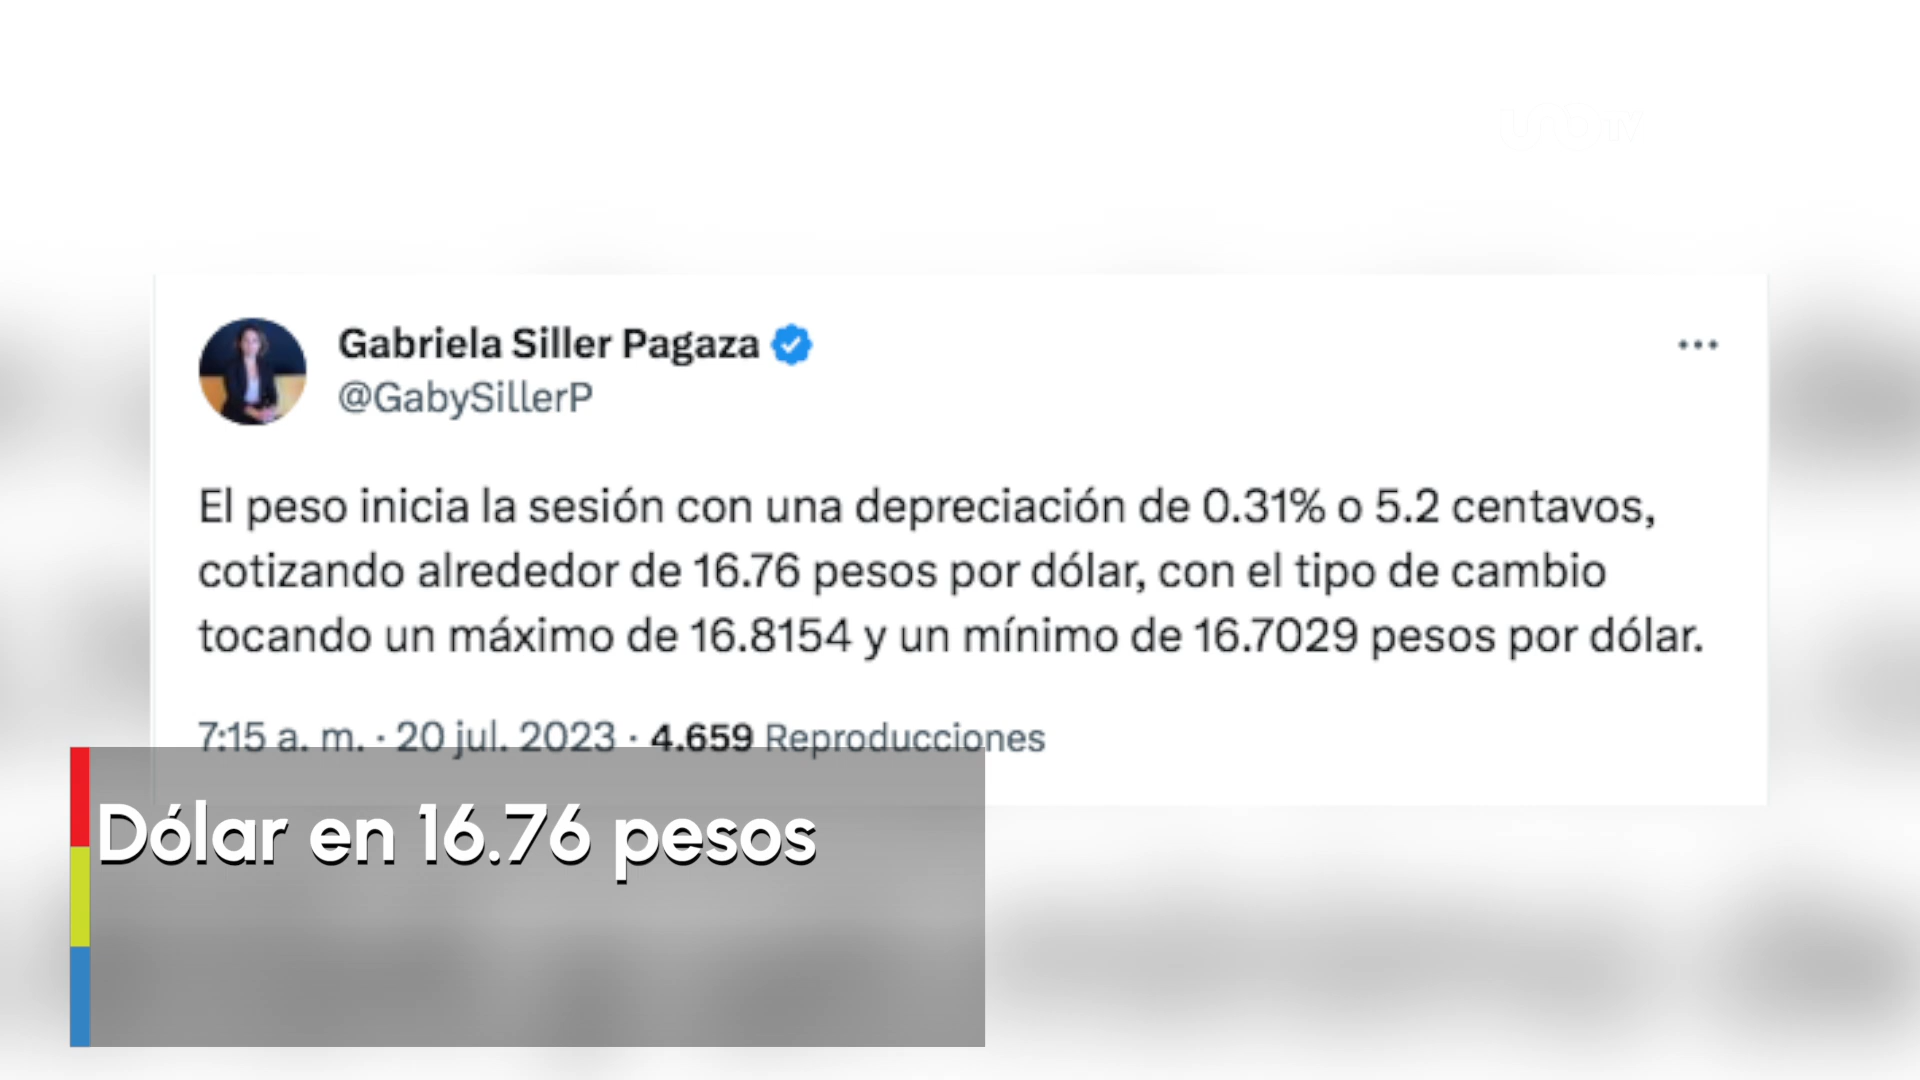 Gabriela Siller Pagaza
@GabySillerP
El peso inicia la sesión con una depreciación de 0.31% o 5.2 centavos,
cotizando alrededor de 16.76 pesos por dólar, con el tipo de cambio
tocando un máximo de 16.8154 y un mínimo de 16.7029 pesos por dólar.
7:15 a. m. · 20 jul. 2023 · 4.659 Reproducciones
Dólar en 16.76 pesos